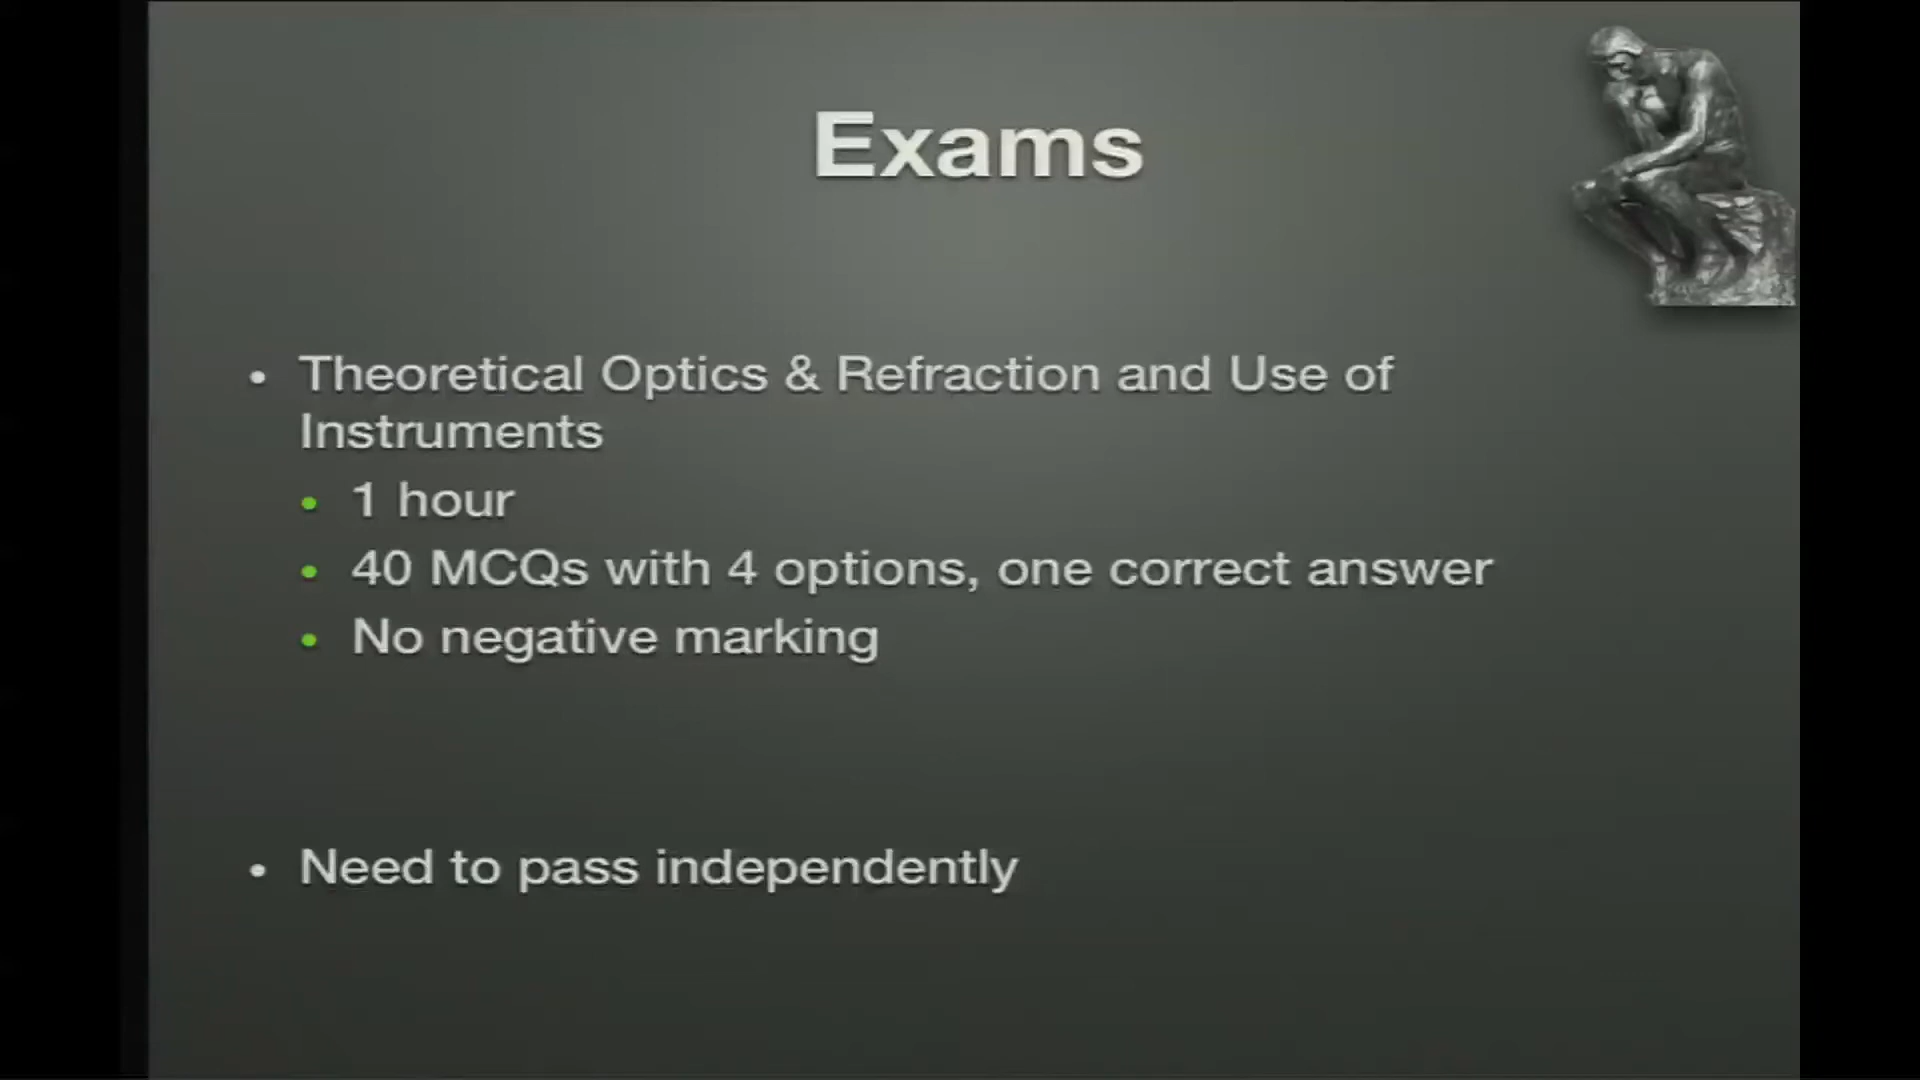 Exams
• Theoretical Optics & Refraction and Use of
Instruments
• 1 hour
• 40 MCQs with 4 options, one correct answer
• No negative marking
• Need to pass independently